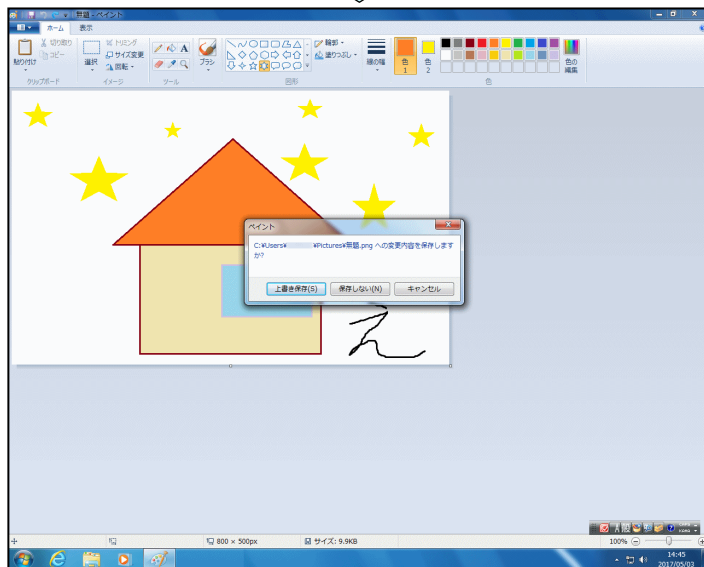 無題 - ペイント
ホーム 表示
貼り付け
切り取り
コピー
クリップボード
選択
トリミング
サイズ変更
回転
イメージ
A
ツール
ブラシ
輪郭
塗りつぶし
図形
線の幅
色
1
色
2
色の
編集
色
ペイント
C:¥Users¥ ¥Pictures¥無題.png への変更内容を保存します
か?
上書き保存(S) 保存しない(N) キャンセル
え
A 般
CAPS
KANA
800 × 500px
サイズ: 9.9KB
100%
14:45
2017/05/03